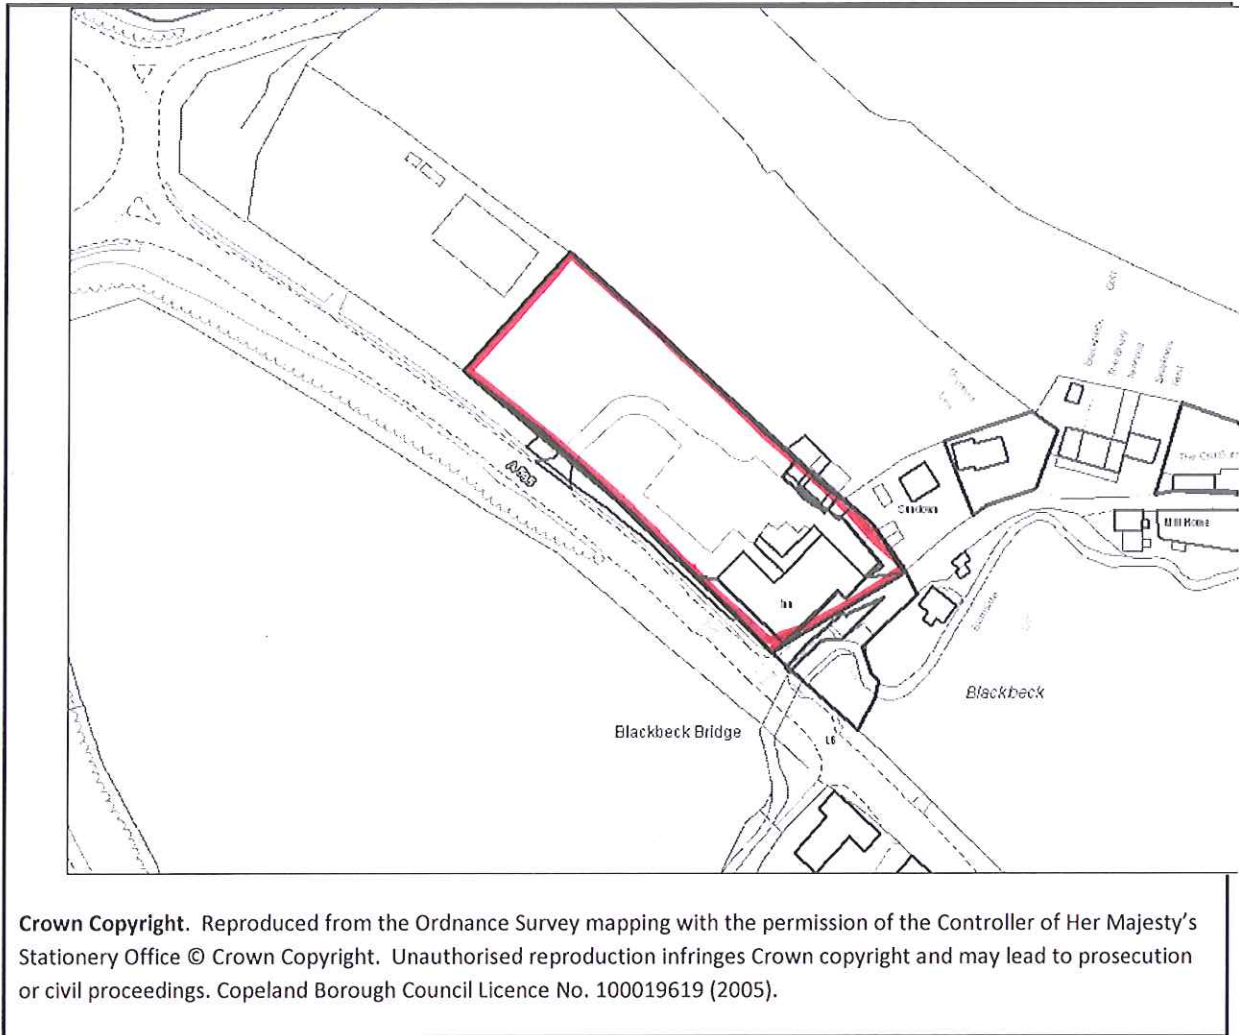 Inn
Mill House
Blackbeck
Blackbeck Bridge
LB
Crown Copyright. Reproduced from the Ordnance Survey mapping with the permission of the Controller of Her Majesty's
Stationery Office © Crown Copyright. Unauthorised reproduction infringes Crown copyright and may lead to prosecution
or civil proceedings. Copeland Borough Council Licence No. 100019619 (2005).